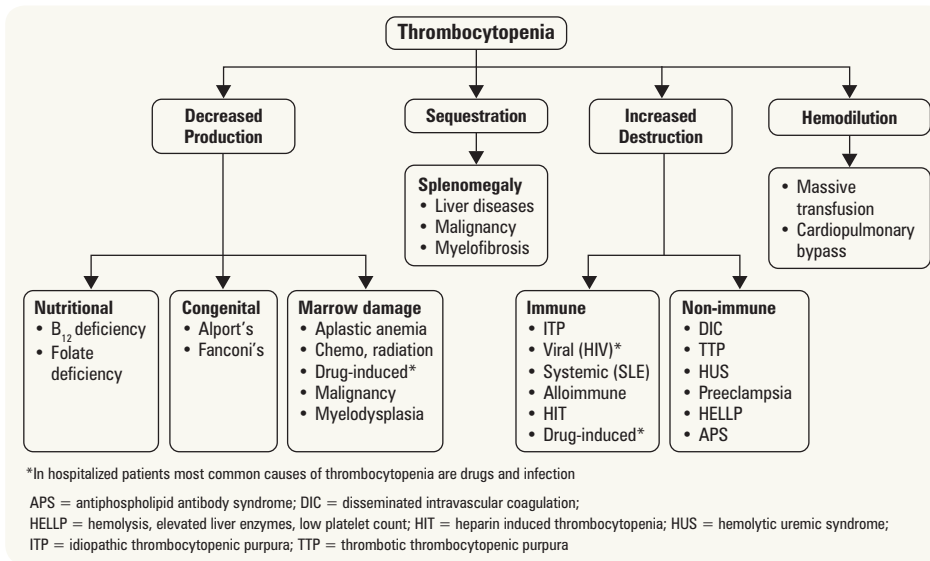 Thrombocytopenia
Decreased
Production
Sequestration
Increased
Destruction
Hemodilution
Splenomegaly
• Liver diseases
• Malignancy
• Myelofibrosis
• Massive
transfusion
• Cardiopulmonary
bypass
Nutritional
• B12 deficiency
• Folate
deficiency
Congenital
• Alport's
• Fanconi's
Marrow damage
• Aplastic anemia
• Chemo, radiation
• Drug-induced*
• Malignancy
• Myelodysplasia
Immune
• ITP
• Viral (HIV)*
• Systemic (SLE)
• Alloimmune
• HIT
• Drug-induced*
Non-immune
• DIC
• TTP
• HUS
• Preeclampsia
• HELLP
• APS
*In hospitalized patients most common causes of thrombocytopenia are drugs and infection
APS = antiphospholipid antibody syndrome; DIC = disseminated intravascular coagulation;
HELLP = hemolysis, elevated liver enzymes, low platelet count; HIT = heparin induced thrombocytopenia; HUS = hemolytic uremic syndrome;
ITP = idiopathic thrombocytopenic purpura; TTP = thrombotic thrombocytopenic purpura